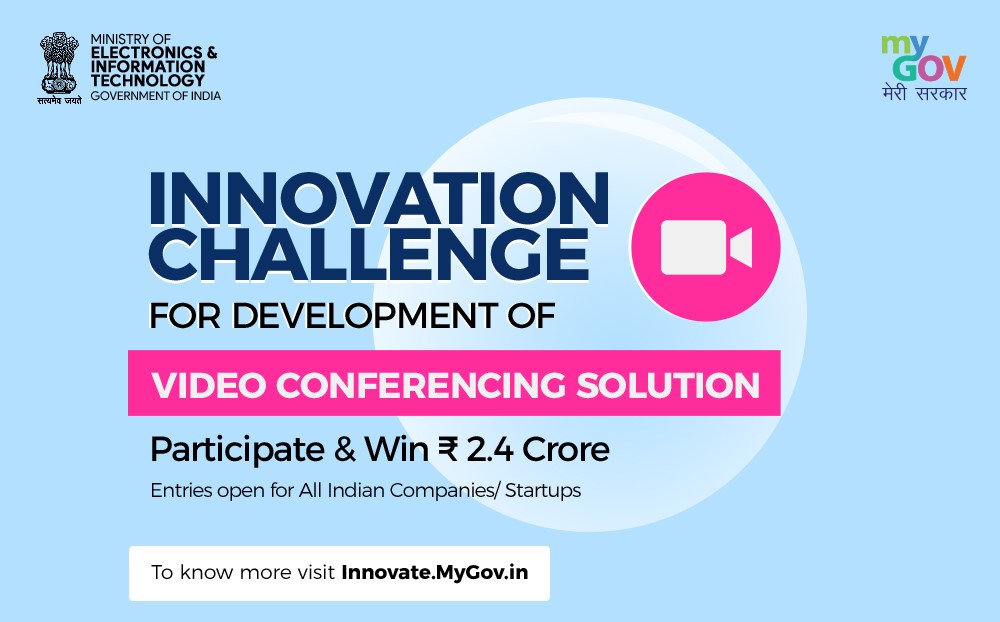 MINISTRY OF
ELECTRONICS &
INFORMATION
TECHNOLOGY
GOVERNMENT OF INDIA
सत्यमेव जयते
my
GOV
मेरी सरकार
INNOVATION
CHALLENGE
FOR DEVELOPMENT OF
VIDEO CONFERENCING SOLUTION
Participate & Win ₹ 2.4 Crore
Entries open for All Indian Companies/ Startups
To know more visit Innovate.MyGov.in